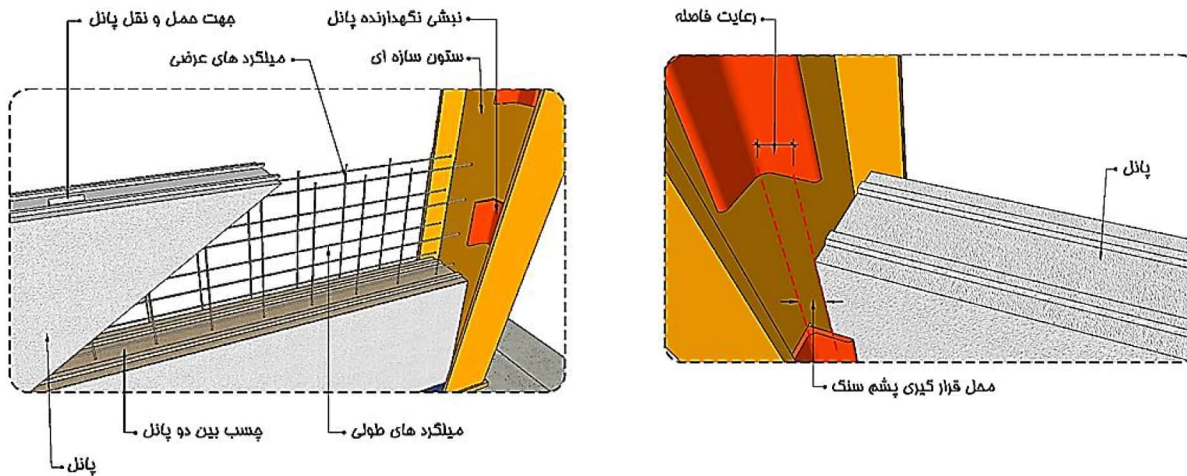 جهت حمل و نقل پانل
نبشی نگهدارنده پانل
میلگرد های عرضی
ستون سازه ای
میلگرد های طولی
چسب بین دو پانل
پانل
رعایت فاصله
پانل
محل قرار گیری پشم سنگ